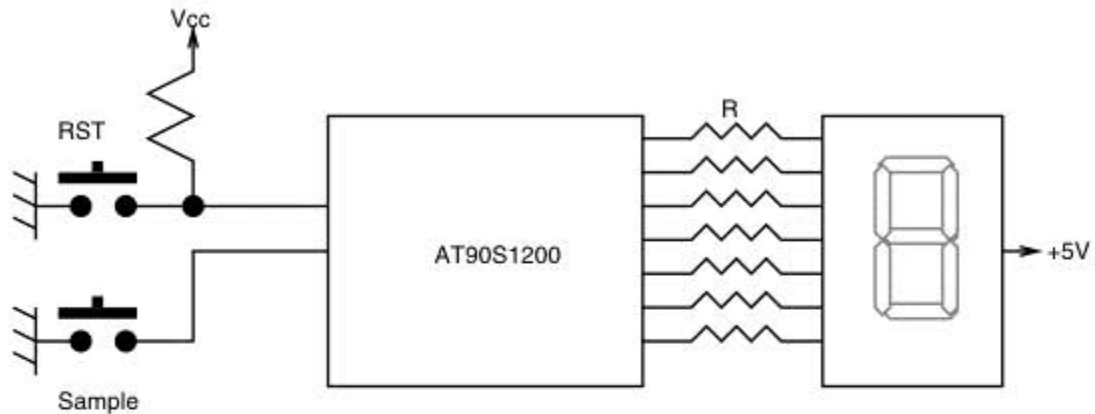 Vcc
R
RST
AT90S1200
+5V
Sample